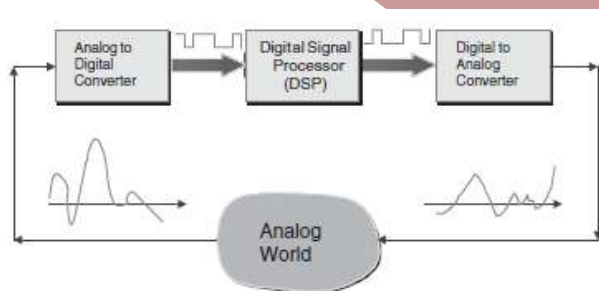 Analog to
Digital
Converter
Digital Signal
Processor
(DSP)
Digital to
Analog
Converter
Analog
World